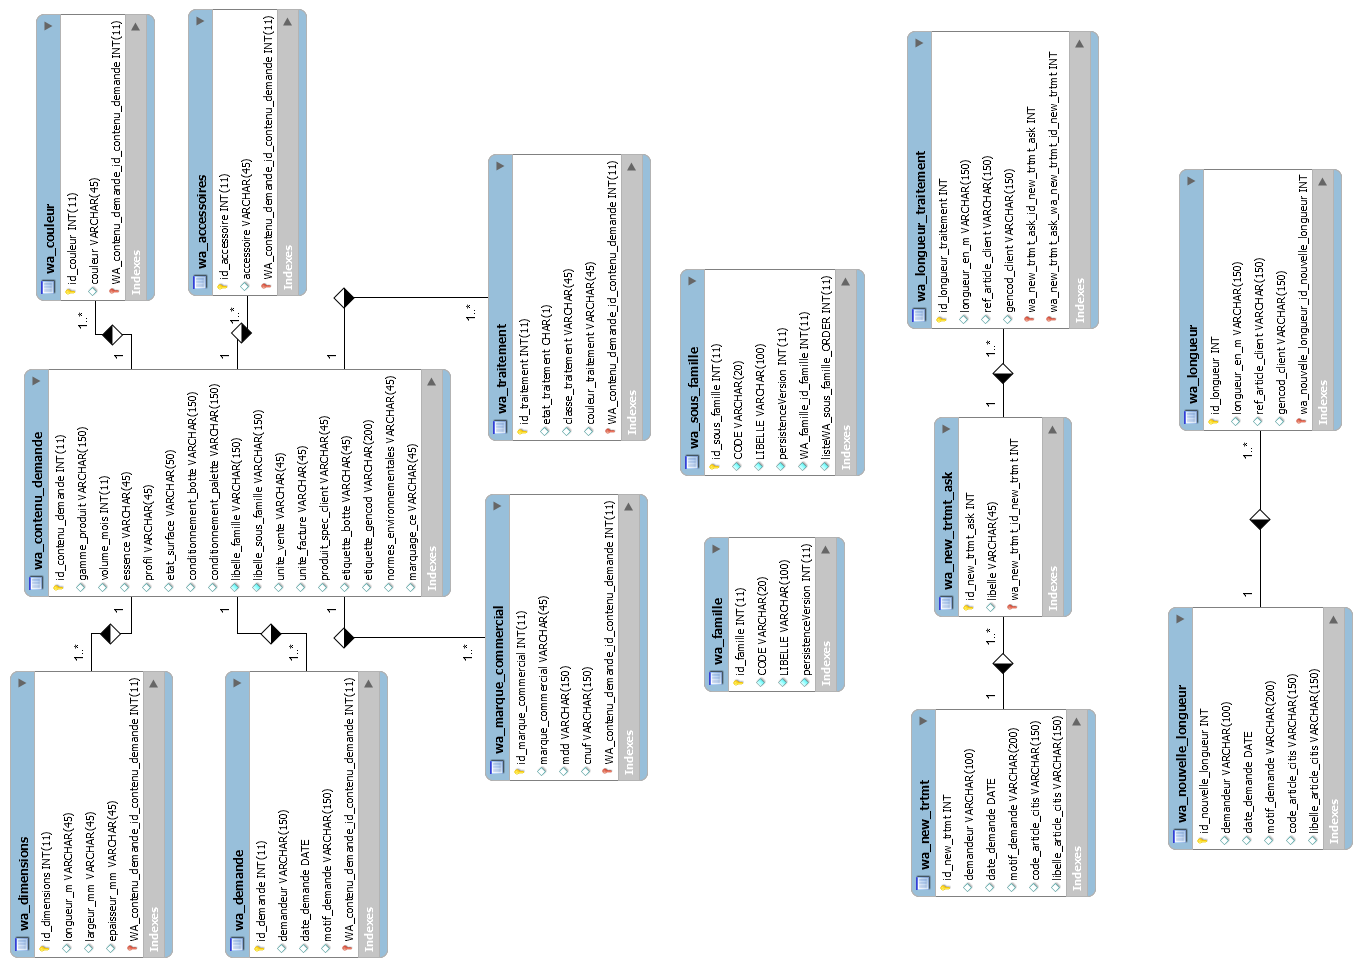 wa_couleur
id_couleur INT(11)
couleur VARCHAR(45)
WA_contenu_demande_id_contenu_demande INT(11)
Indexes
wa_accessoires
id_accessoire INT(11)
accessoire VARCHAR(45)
WA_contenu_demande_id_contenu_demande INT(11)
Indexes
1..*
1
1..*
1
1..*
1
wa_traitement
id_traitement INT(11)
etat_traitement CHAR(1)
classe_traitement VARCHAR(45)
couleur_traitement VARCHAR(45)
WA_contenu_demande_id_contenu_demande INT(11)
Indexes
wa_contenu_demande
id_contenu_demande INT(11)
gamme_produit VARCHAR(150)
volume_mois INT(11)
essence VARCHAR(45)
profil VARCHAR(45)
etat_surface VARCHAR(50)
conditionnement_botte VARCHAR(150)
conditionnement_palette VARCHAR(150)
libelle_famille VARCHAR(150)
libelle_sous_famille VARCHAR(150)
unite_vente VARCHAR(45)
unite_facture VARCHAR(45)
produit_spec_client VARCHAR(45)
etiquette_botte VARCHAR(45)
etiquette_gencod VARCHAR(200)
normes_environnementales VARCHAR(45)
marquage_ce VARCHAR(45)
Indexes
1
1..*
1
1..*
1
1..*
wa_dimensions
id_dimensions INT(11)
longueur_m VARCHAR(45)
largeur_mm VARCHAR(45)
epaisseur_mm VARCHAR(45)
WA_contenu_demande_id_contenu_demande INT(11)
Indexes
wa_demande
id_demande INT(11)
demandeur VARCHAR(150)
date_demande DATE
motif_demande VARCHAR(150)
WA_contenu_demande_id_contenu_demande INT(11)
Indexes
wa_marque_commercial
id_marque_commercial INT(11)
marque_commercial VARCHAR(45)
mdd VARCHAR(150)
cnuf VARCHAR(150)
WA_contenu_demande_id_contenu_demande INT(11)
Indexes
wa_sous_famille
id_sous_famille INT(11)
CODE VARCHAR(20)
LIBELLE VARCHAR(100)
persistenceVersion INT(11)
WA_famille_id_famille INT(11)
listeWA_sous_famille_ORDER INT(11)
Indexes
wa_famille
id_famille INT(11)
CODE VARCHAR(20)
LIBELLE VARCHAR(100)
persistenceVersion INT(11)
Indexes
wa_longueur_traitement
id_longueur_traitement INT
longueur_en_m VARCHAR(150)
ref_article_client VARCHAR(150)
gencod_client VARCHAR(150)
wa_new_trtmt_ask_id_new_trtmt_ask INT
wa_new_trtmt_ask_wa_new_trtmt_id_new_trtmt INT
Indexes
1..*
1
wa_new_trtmt_ask
id_new_trtmt_ask INT
libelle VARCHAR(45)
wa_new_trtmt_id_new_trtmt INT
Indexes
1..*
1
wa_new_trtmt
id_new_trtmt INT
demandeur VARCHAR(100)
date_demande DATE
motif_demande VARCHAR(200)
code_article_citis VARCHAR(150)
libelle_article_citis VARCHAR(150)
Indexes
wa_longueur
id_longueur INT
longueur_en_m VARCHAR(150)
ref_article_client VARCHAR(150)
gencod_client VARCHAR(150)
wa_nouvelle_longueur_id_nouvelle_longueur INT
Indexes
1..*
1
wa_nouvelle_longueur
id_nouvelle_longueur INT
demandeur VARCHAR(100)
date_demande DATE
motif_demande VARCHAR(200)
code_article_citis VARCHAR(150)
libelle_article_citis VARCHAR(150)
Indexes